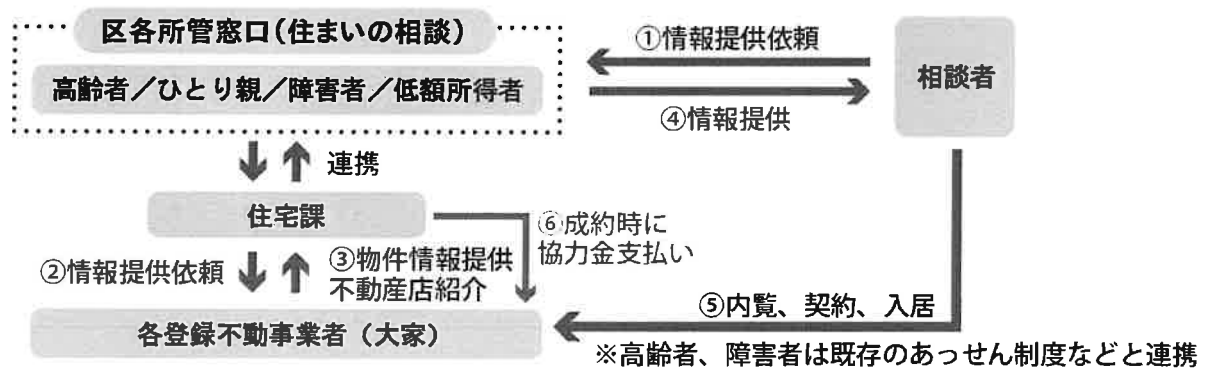 区各所管窓口(住まいの相談)
高齢者/ひとり親/障害者/低額所得者
①情報提供依頼
④情報提供
相談者
連携
住宅課
⑥成約時に
協力金支払い
②情報提供依頼
③物件情報提供
不動産店紹介
各登録不動事業者(大家)
⑤内覧、契約、入居
※高齢者、障害者は既存のあっせん制度などと連携